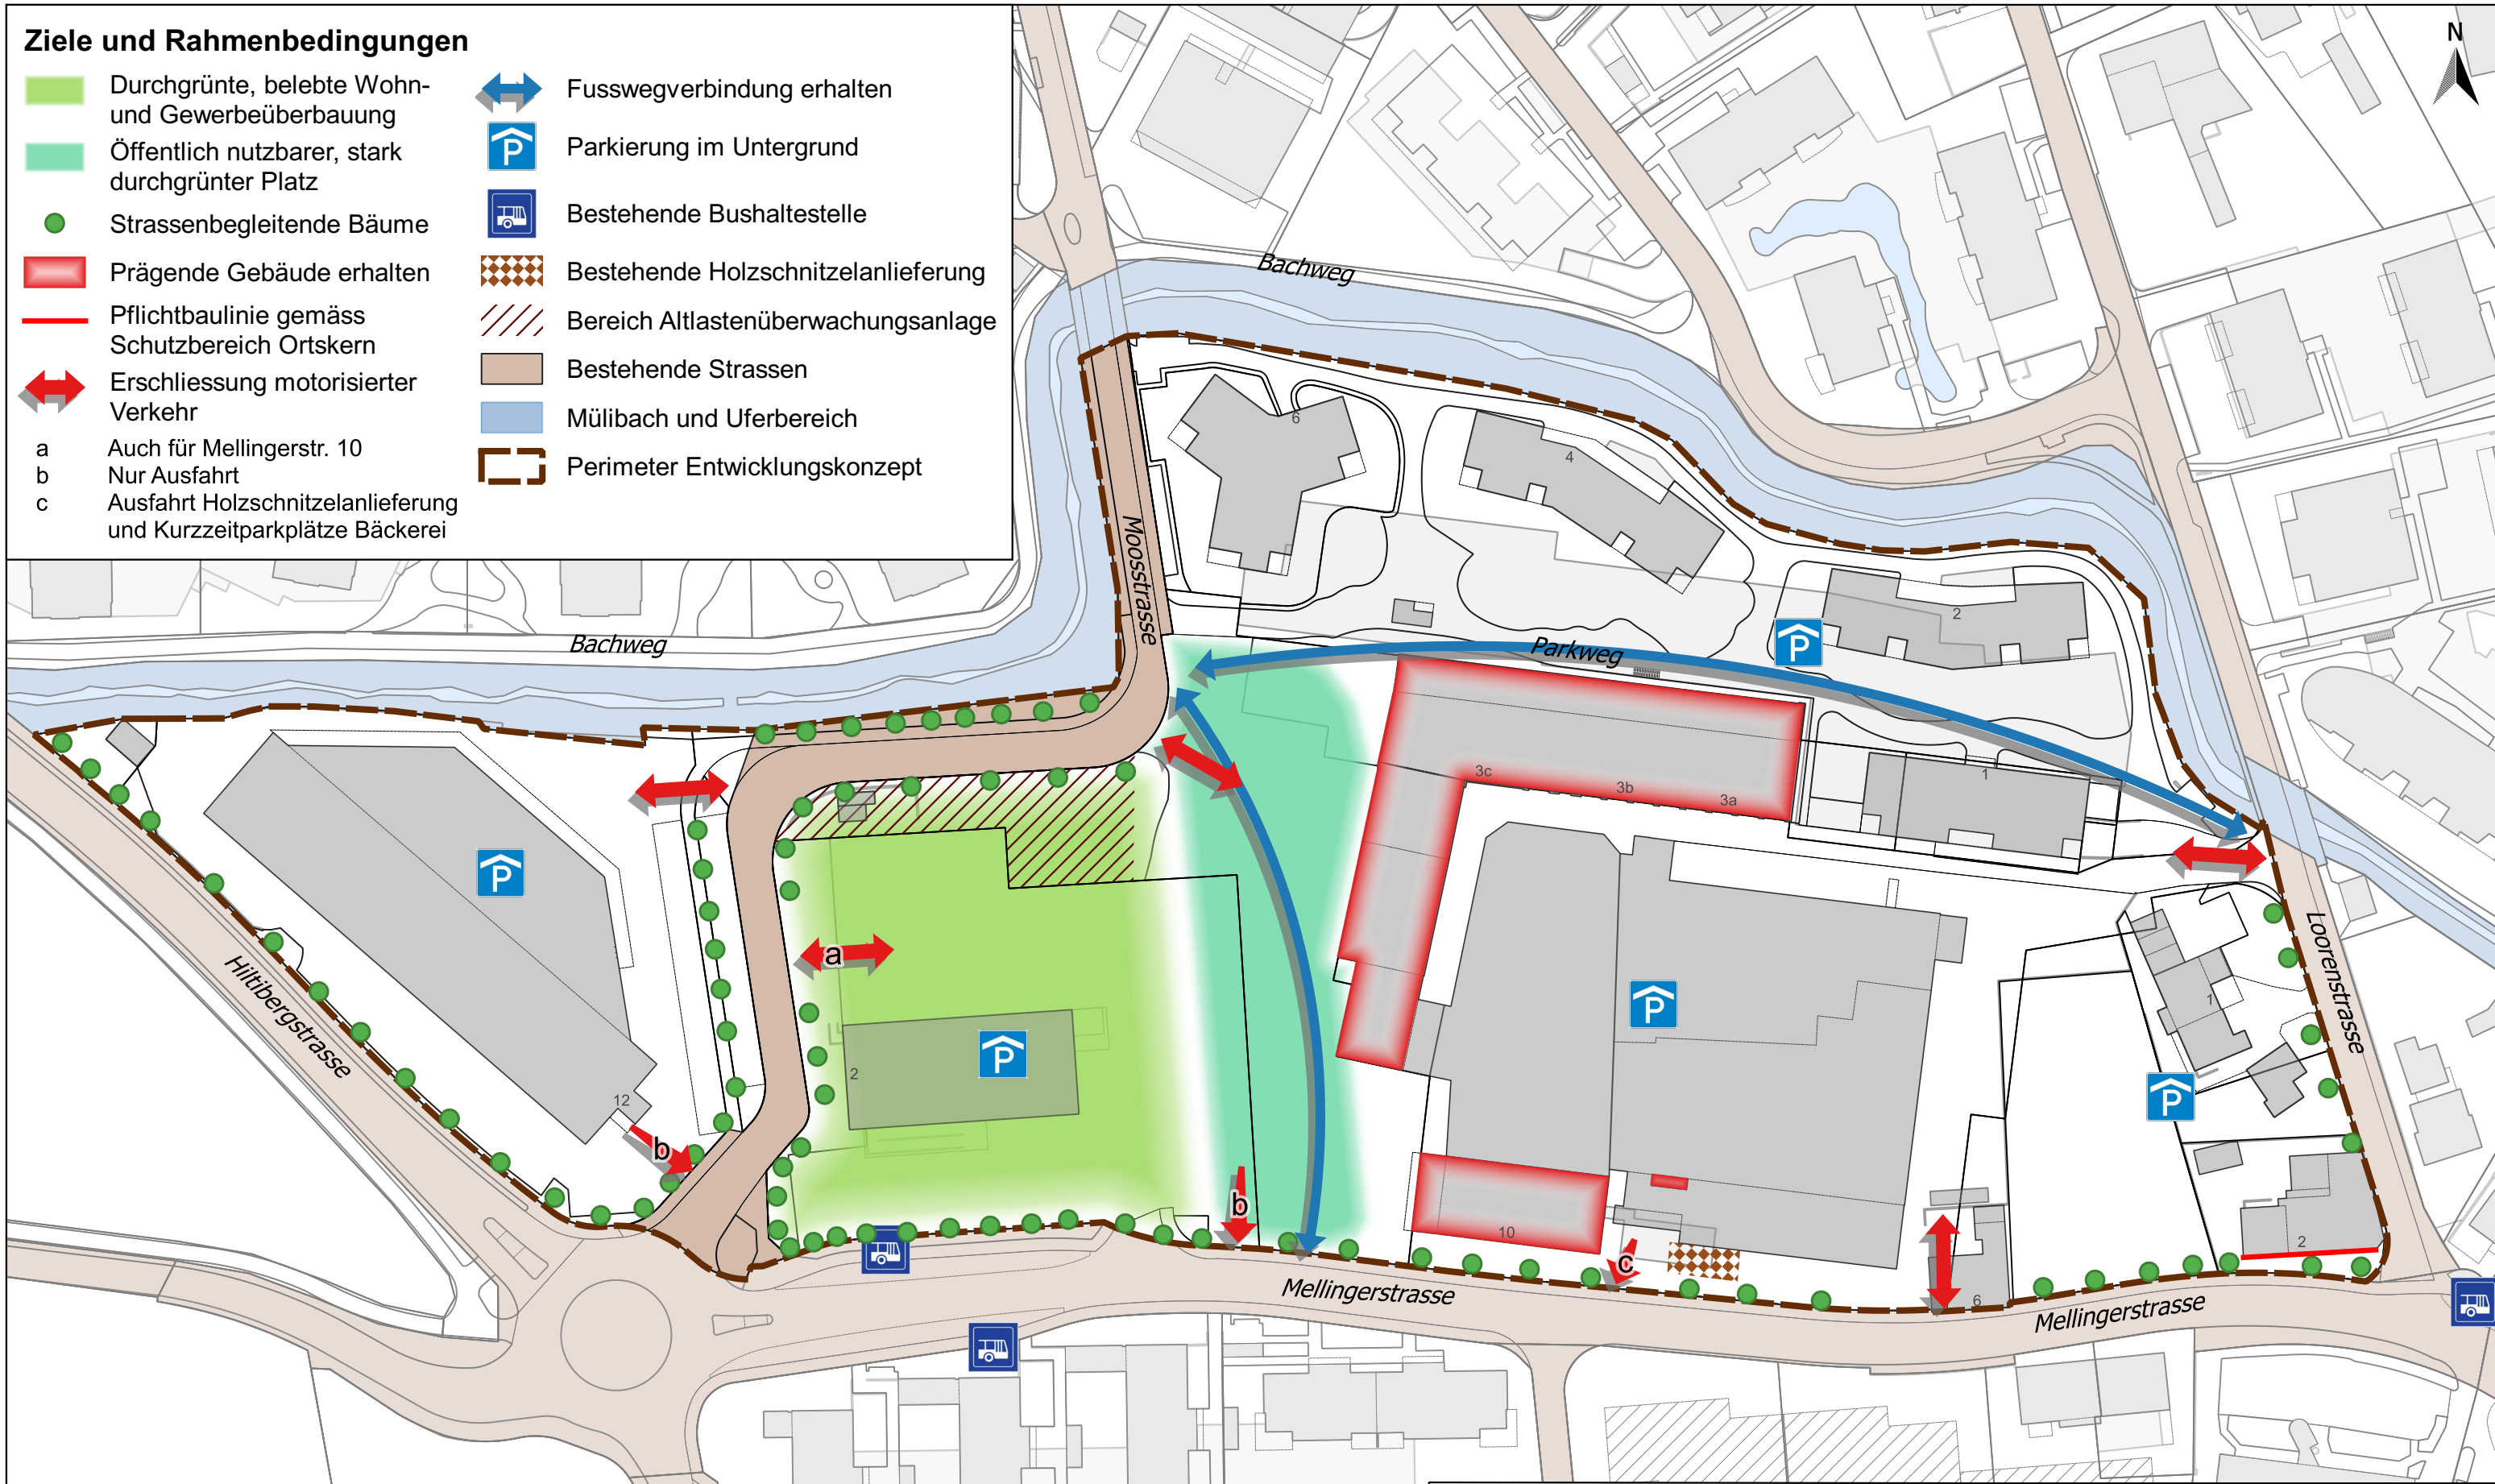 Ziele und Rahmenbedingungen
Durchgrünte, belebte Wohn-
und Gewerbeüberbauung
Öffentlich nutzbarer, stark
durchgrünter Platz
Strassenbegleitende Bäume
Prägende Gebäude erhalten
Pflichtbaulinie gemäss
Schutzbereich Ortskern
Erschliessung motorisierter
Verkehr
a Auch für Mellingerstr. 10
b Nur Ausfahrt
c Ausfahrt Holzschnitzelanlieferung
und Kurzzeitparkplätze Bäckerei
Fusswegverbindung erhalten
P
Parkierung im Untergrund
Bestehende Bushaltestelle
Bestehende Holzschnitzelanlieferung
Bereich Altlastenüberwachungsanlage
Bestehende Strassen
Mülibach und Uferbereich
Perimeter Entwicklungskonzept
N
Bachweg
6
4
Moosstrasse
2
Bachweg
Parkweg
P
3c
3b
3a
1
P
a
Hiltibergstrasse
P
P
2
12
b
b
Loorenstrasse
1
P
10
c
2
6
Mellingerstrasse
Mellingerstrasse